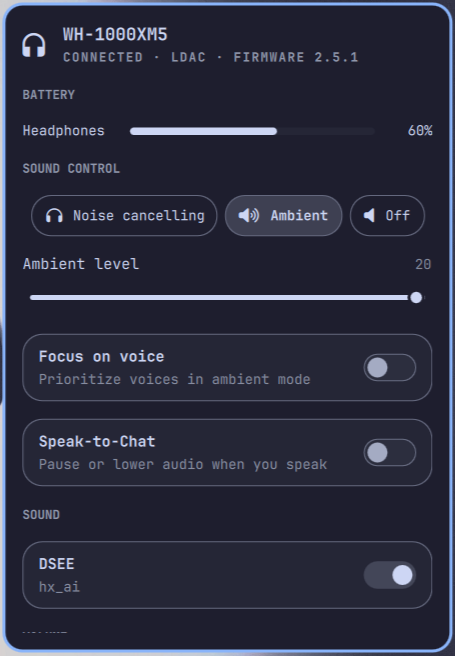 WH-1000XM5
CONNECTED · LDAC · FIRMWARE 2.5.1
BATTERY
Headphones 60%
SOUND CONTROL
Noise cancelling Ambient Off
Ambient level 20
Focus on voice
Prioritize voices in ambient mode
Speak-to-Chat
Pause or lower audio when you speak
SOUND
DSEE
hx_ai